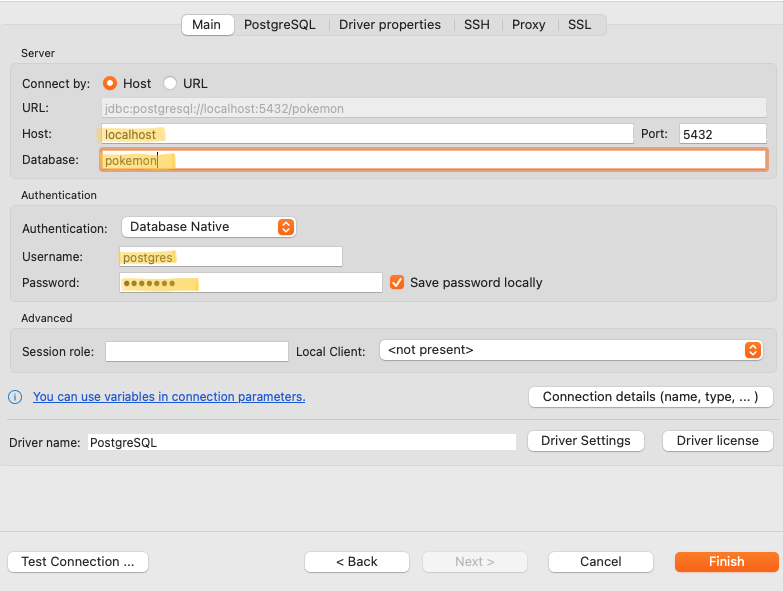 Main PostgreSQL Driver properties SSH Proxy SSL
Server
Connect by: Host URL
URL: jdbc:postgresql://localhost:5432/pokemon
Host: localhost Port: 5432
Database: pokemon
Authentication
Authentication: Database Native
Username: postgres
Password: •••••••
Save password locally
Advanced
Session role: Local Client: <not present>
You can use variables in connection parameters. Connection details (name, type, ... )
Driver name: PostgreSQL Driver Settings Driver license
Test Connection ... < Back Next > Cancel Finish